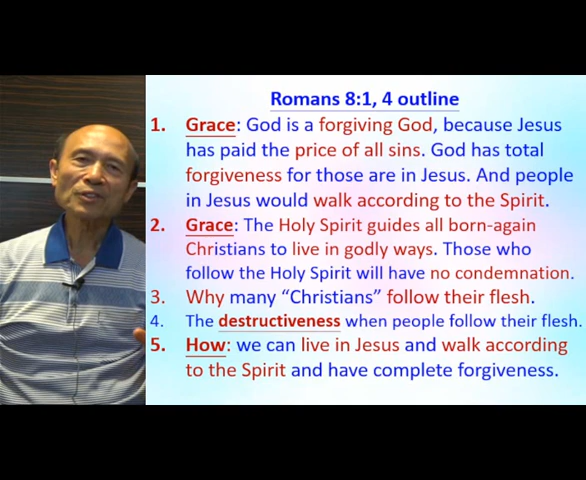 Romans 8:1, 4 outline
1. Grace: God is a forgiving God, because Jesus
has paid the price of all sins. God has total
forgiveness for those are in Jesus. And people
in Jesus would walk according to the Spirit.
2. Grace: The Holy Spirit guides all born-again
Christians to live in godly ways. Those who
follow the Holy Spirit will have no condemnation.
3. Why many “Christians” follow their flesh.
4. The destructiveness when people follow their flesh.
5. How: we can live in Jesus and walk according
to the Spirit and have complete forgiveness.